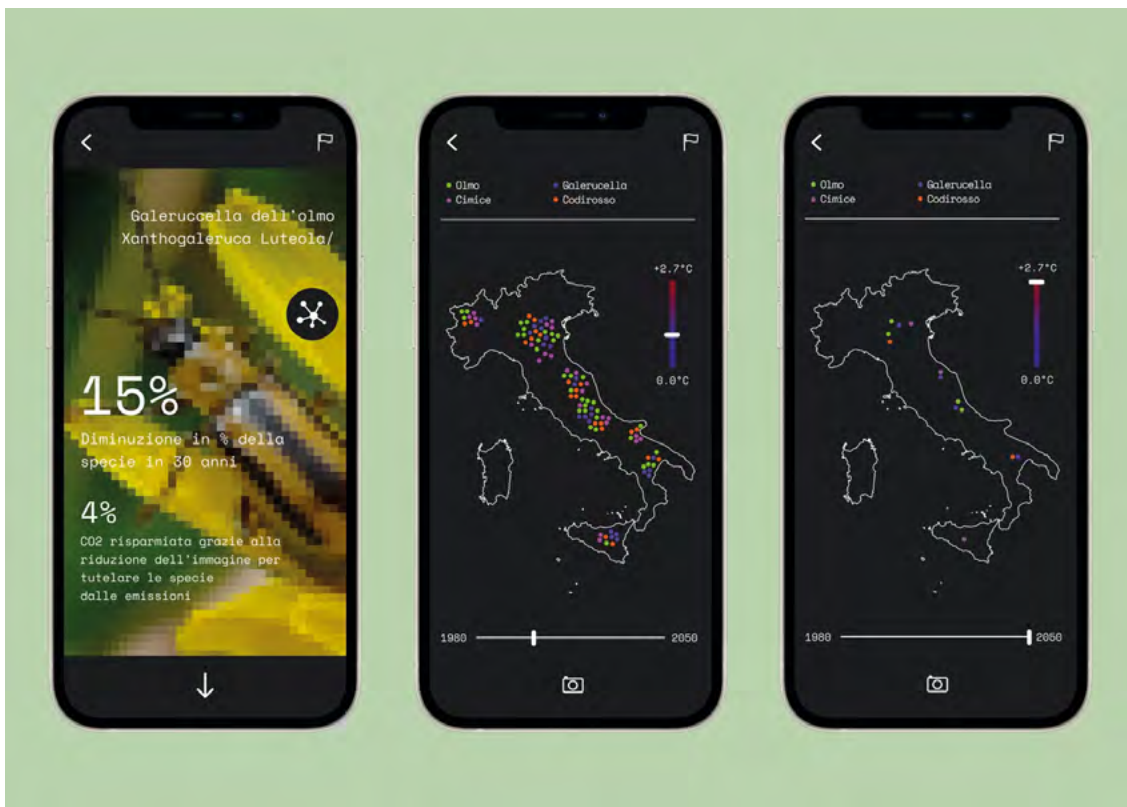 Galeruccella dell'olmo
Xanthogaleruca Luteola/
15%
Diminuzione in % della
specie in 30 anni
4%
CO2 risparmiata grazie alla
riduzione dell'immagine per
tutelare le specie
dalle emissioni
Olmo
Galerucella
Cimice
Codirosso
+2.7°C
0.0°C
1980
2050
Olmo
Galerucella
Cimice
Codirosso
+2.7°C
0.0°C
1980
2050